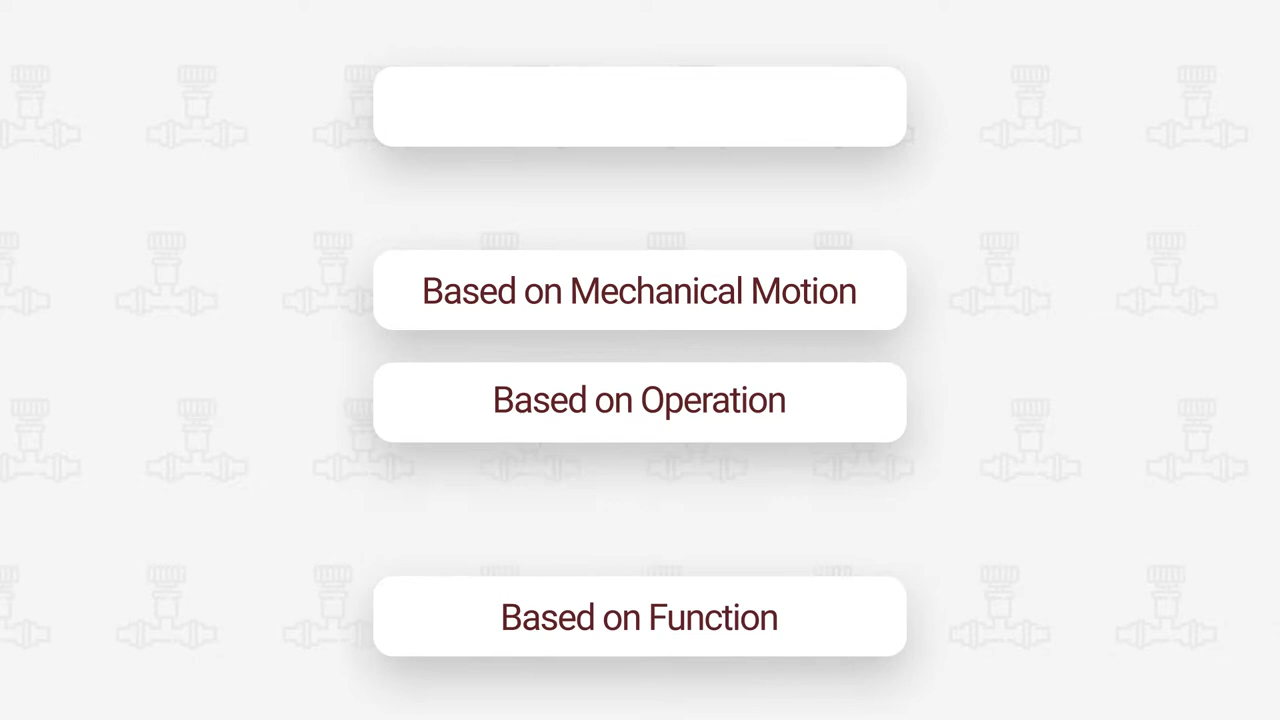 Based on Mechanical Motion
Based on Operation
Based on Function